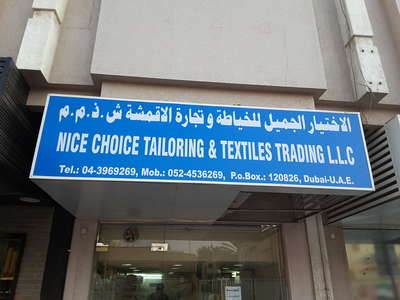 الاختيار الجميل للخياطة و تجارة الاقمشة ش.ذ.م.م
NICE CHOICE TAILORING & TEXTILES TRADING L.L.C
Tel.: 04-3969269, Mob.: 052-4536269, P.o.Box.: 120826, Dubai-U.A.E.